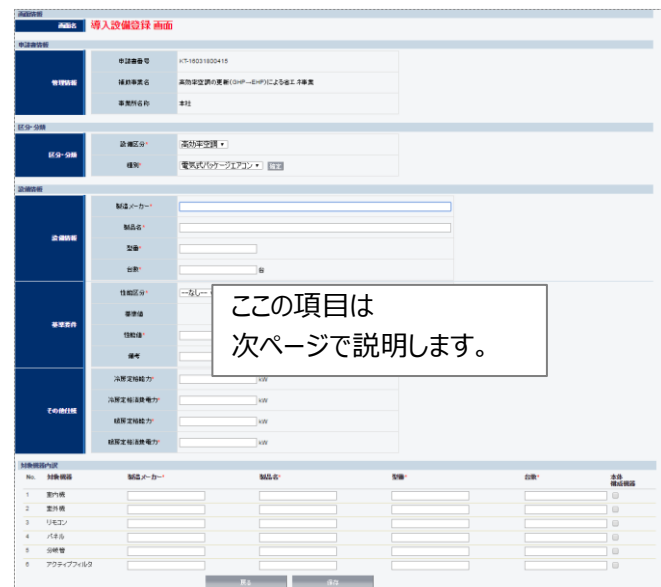 画面情報
画面名 導入設備登録 画面
申請書情報
管理情報
申請書番号 KT-16031800415
補助事業名 高効率空調の更新(GHP→EHP)による省エネ事業
事業所名称 本社
区分・分類
区分・分類
設備区分* 高効率空調
種別* 電気式パッケージエアコン 確定
設備情報
設備情報
製造メーカー*
製品名*
型番*
台数* 台
基準要件
性能区分* --なし--
基準値
性能値*
備考
ここの項目は
次ページで説明します。
その他仕様
冷房定格能力* kW
冷房定格消費電力* kW
暖房定格能力* kW
暖房定格消費電力* kW
対象機器内訳
No. 対象機器 製造メーカー* 製品名* 型番* 台数* 本体
構成機器
1 室内機
2 室外機
3 リモコン
4 パネル
5 分岐管
6 アクティブフィルタ
戻る 保存